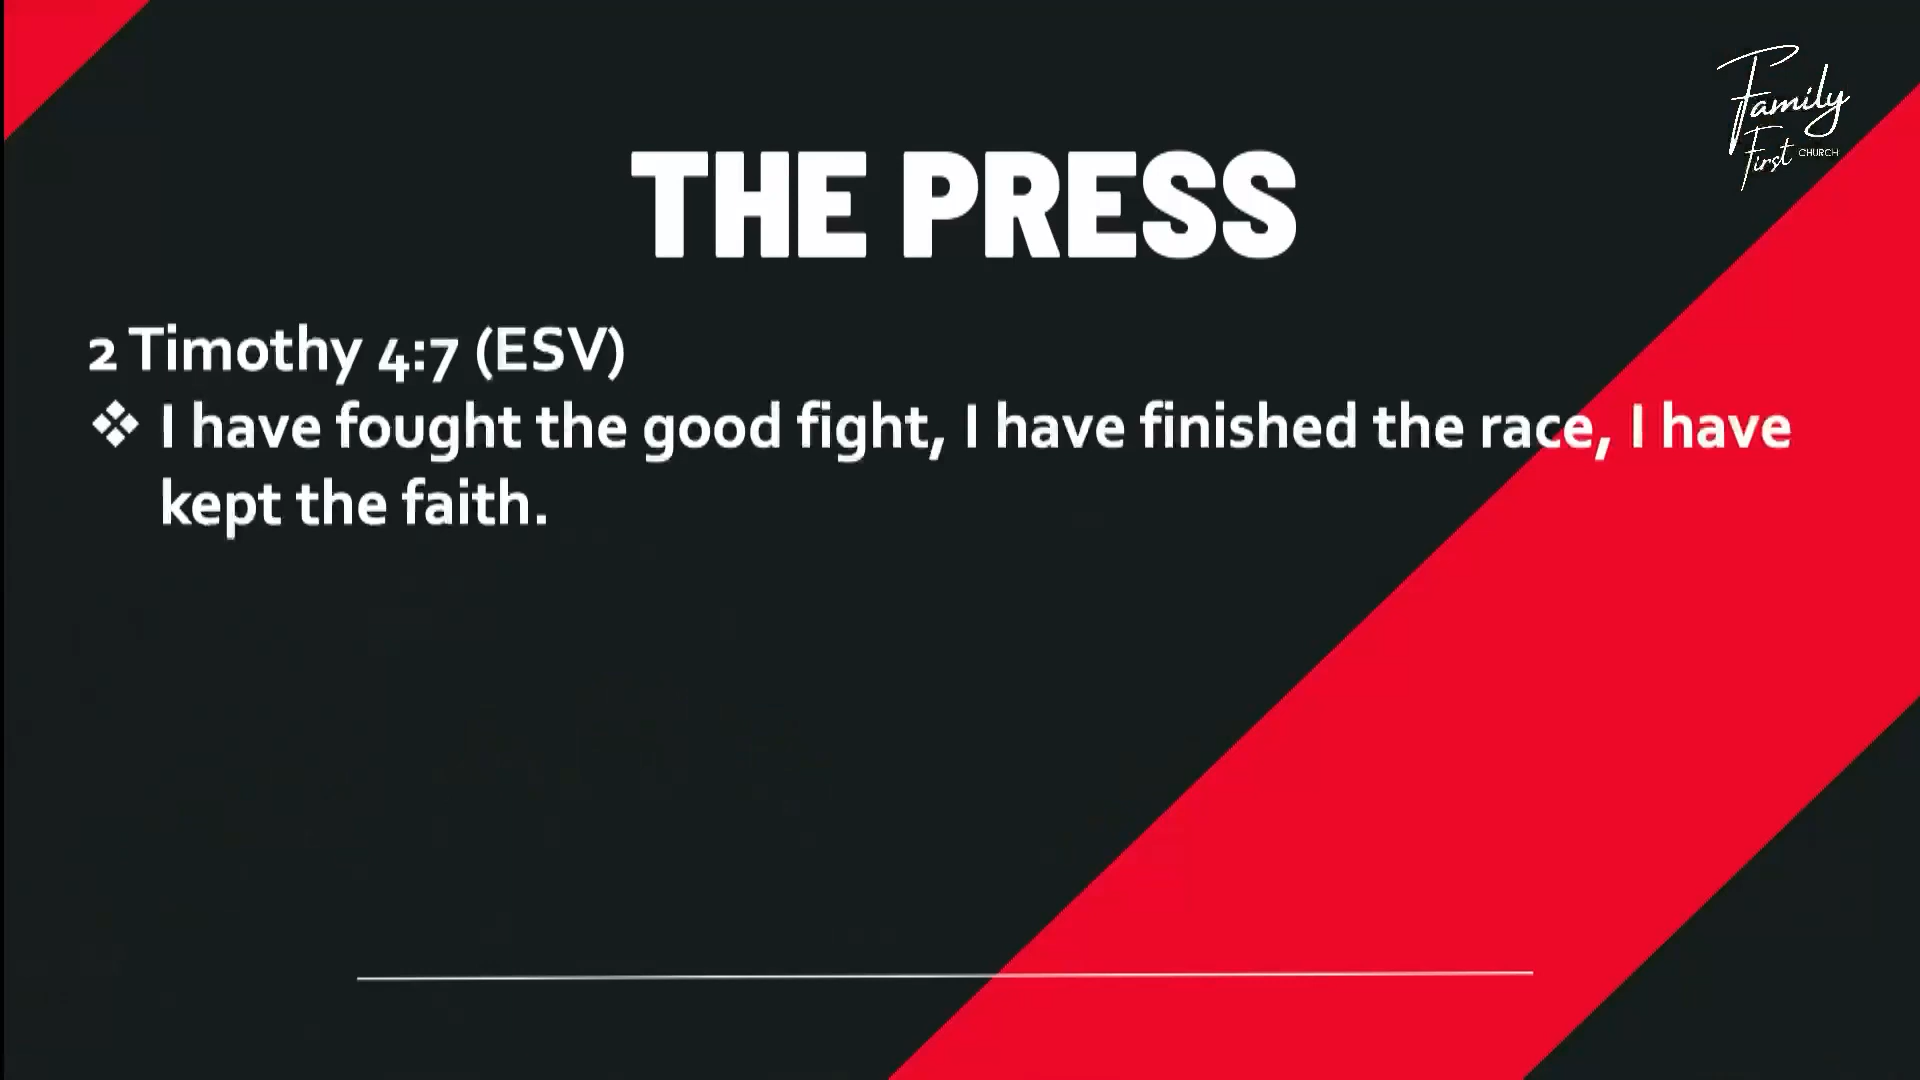 Family
First CHURCH
THE PRESS
2 Timothy 4:7 (ESV)
❖ I have fought the good fight, I have finished the race, I have
kept the faith.